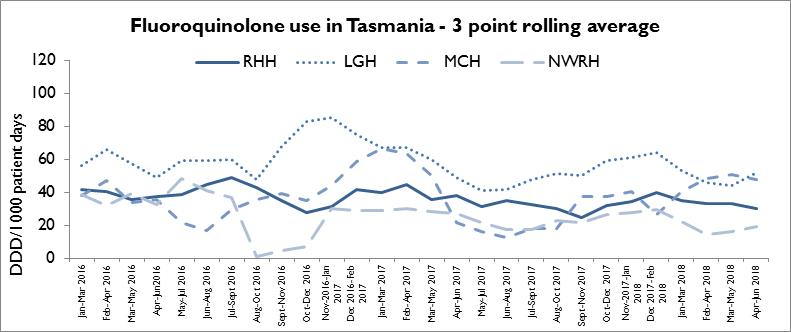 Fluoroquinolone use in Tasmania - 3 point rolling average
RHH LGH MCH NWRH
120
100
80
60
40
20
0
DDD/1000 patient days
Jan-Mar 2016
Feb-Apr 2016
Mar-May 2016
Apr-Jun2016
May-Jul 2016
Jun-Aug 2016
Jul-Sept 2016
Aug-Oct 2016
Sept-Nov 2016
Oct-Dec 2016
Nov-2016-Jan
2017
Dec 2016-Feb
2017
Jan-Mar 2017
Feb-Apr 2017
Mar-May 2017
Apr-Jun 2017
May-Jul 2017
Jun-Aug 2017
Jul-Sept 2017
Aug-Oct 2017
Sept-Nov 2017
Oct-Dec 2017
Nov-2017-Jan
2018
Dec 2017-Feb
2018
Jan-Mar 2018
Feb-Apr 2018
Mar-May 2018
Apr-Jun 2018